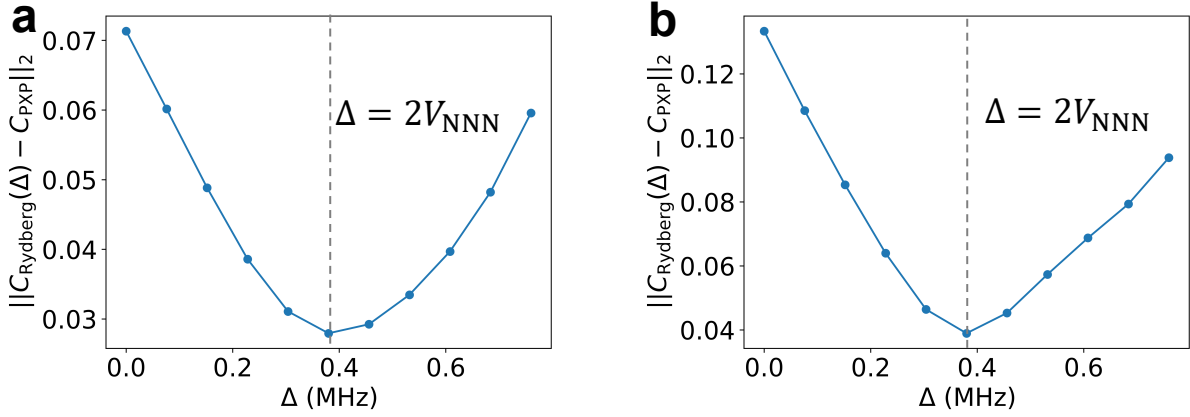 a
||C_Rydberg(Δ) − C_PXP||_2
0.07
0.06
0.05
0.04
0.03
Δ = 2V_NNN
0.0 0.2 0.4 0.6
Δ (MHz)
b
||C_Rydberg(Δ) − C_PXP||_2
0.12
0.10
0.08
0.06
0.04
Δ = 2V_NNN
0.0 0.2 0.4 0.6
Δ (MHz)